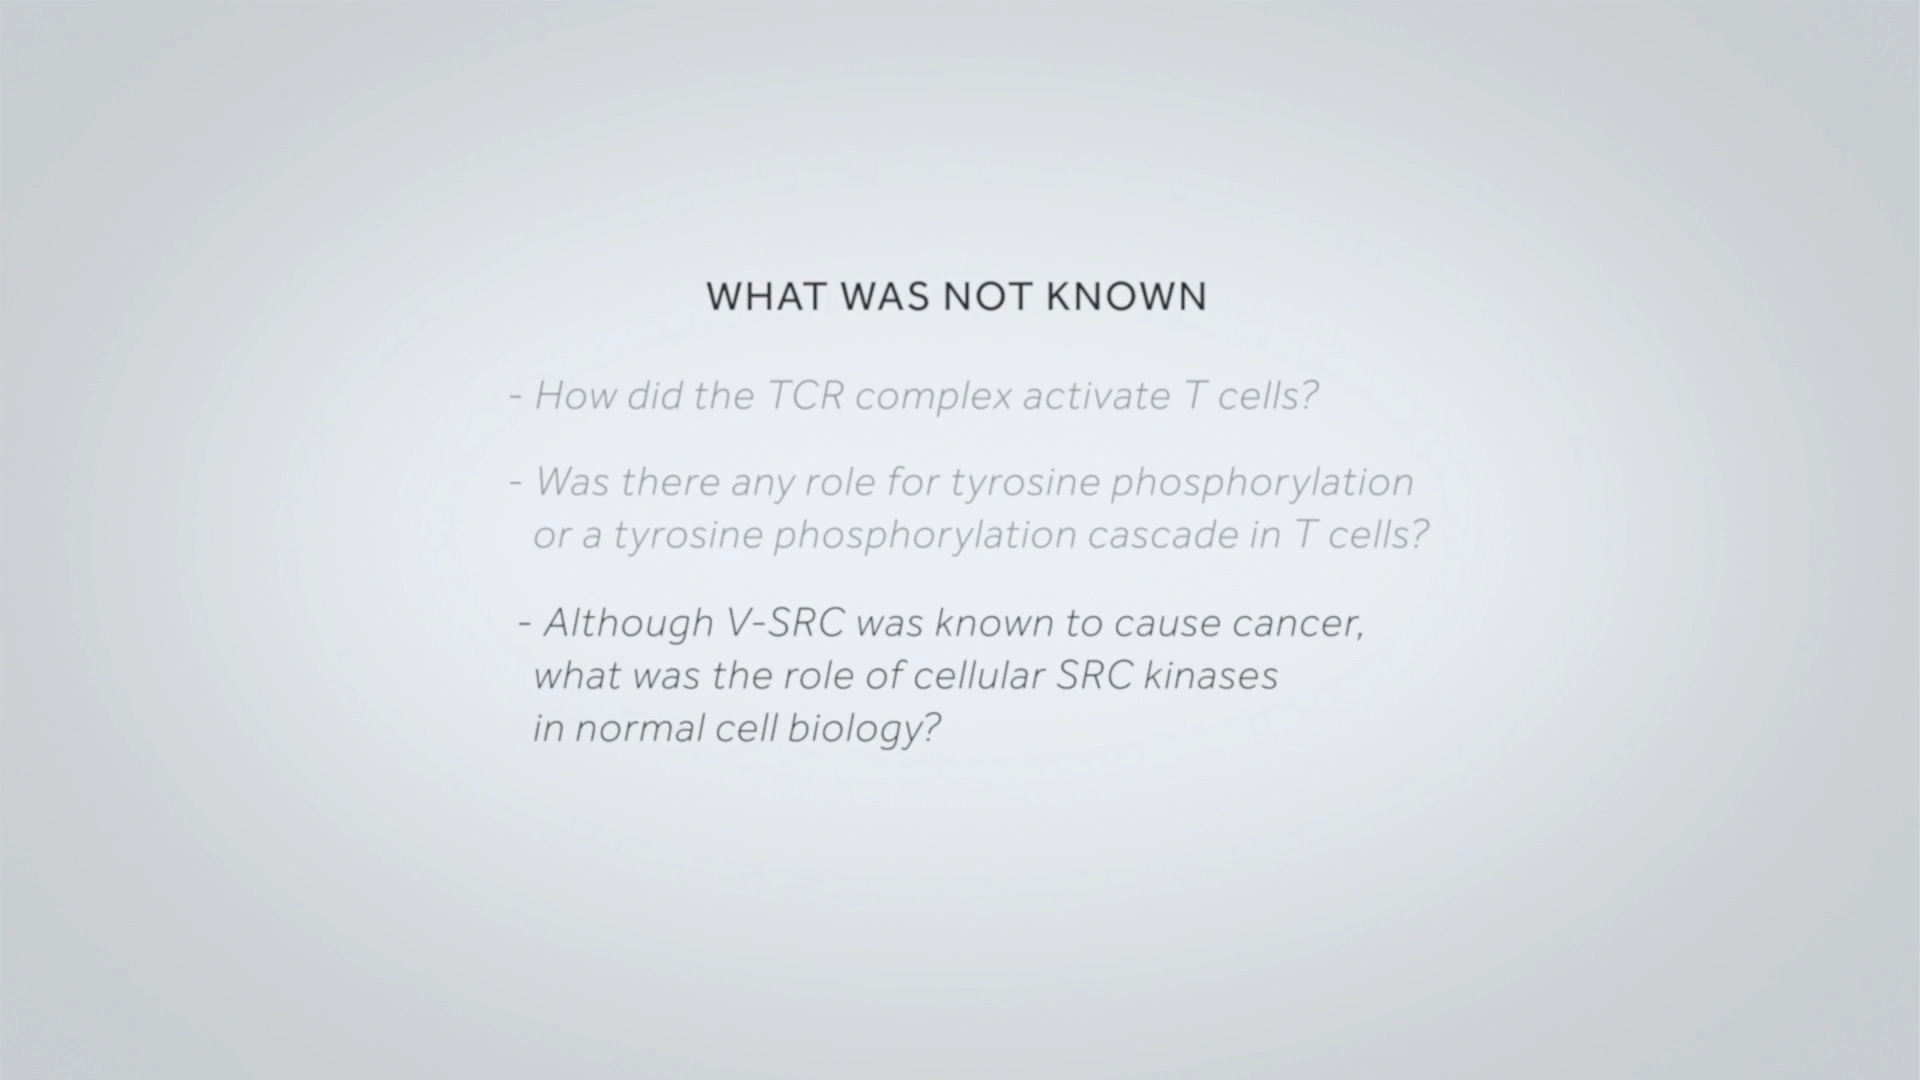 WHAT WAS NOT KNOWN
- How did the TCR complex activate T cells?
- Was there any role for tyrosine phosphorylation
or a tyrosine phosphorylation cascade in T cells?
- Although V-SRC was known to cause cancer,
what was the role of cellular SRC kinases
in normal cell biology?